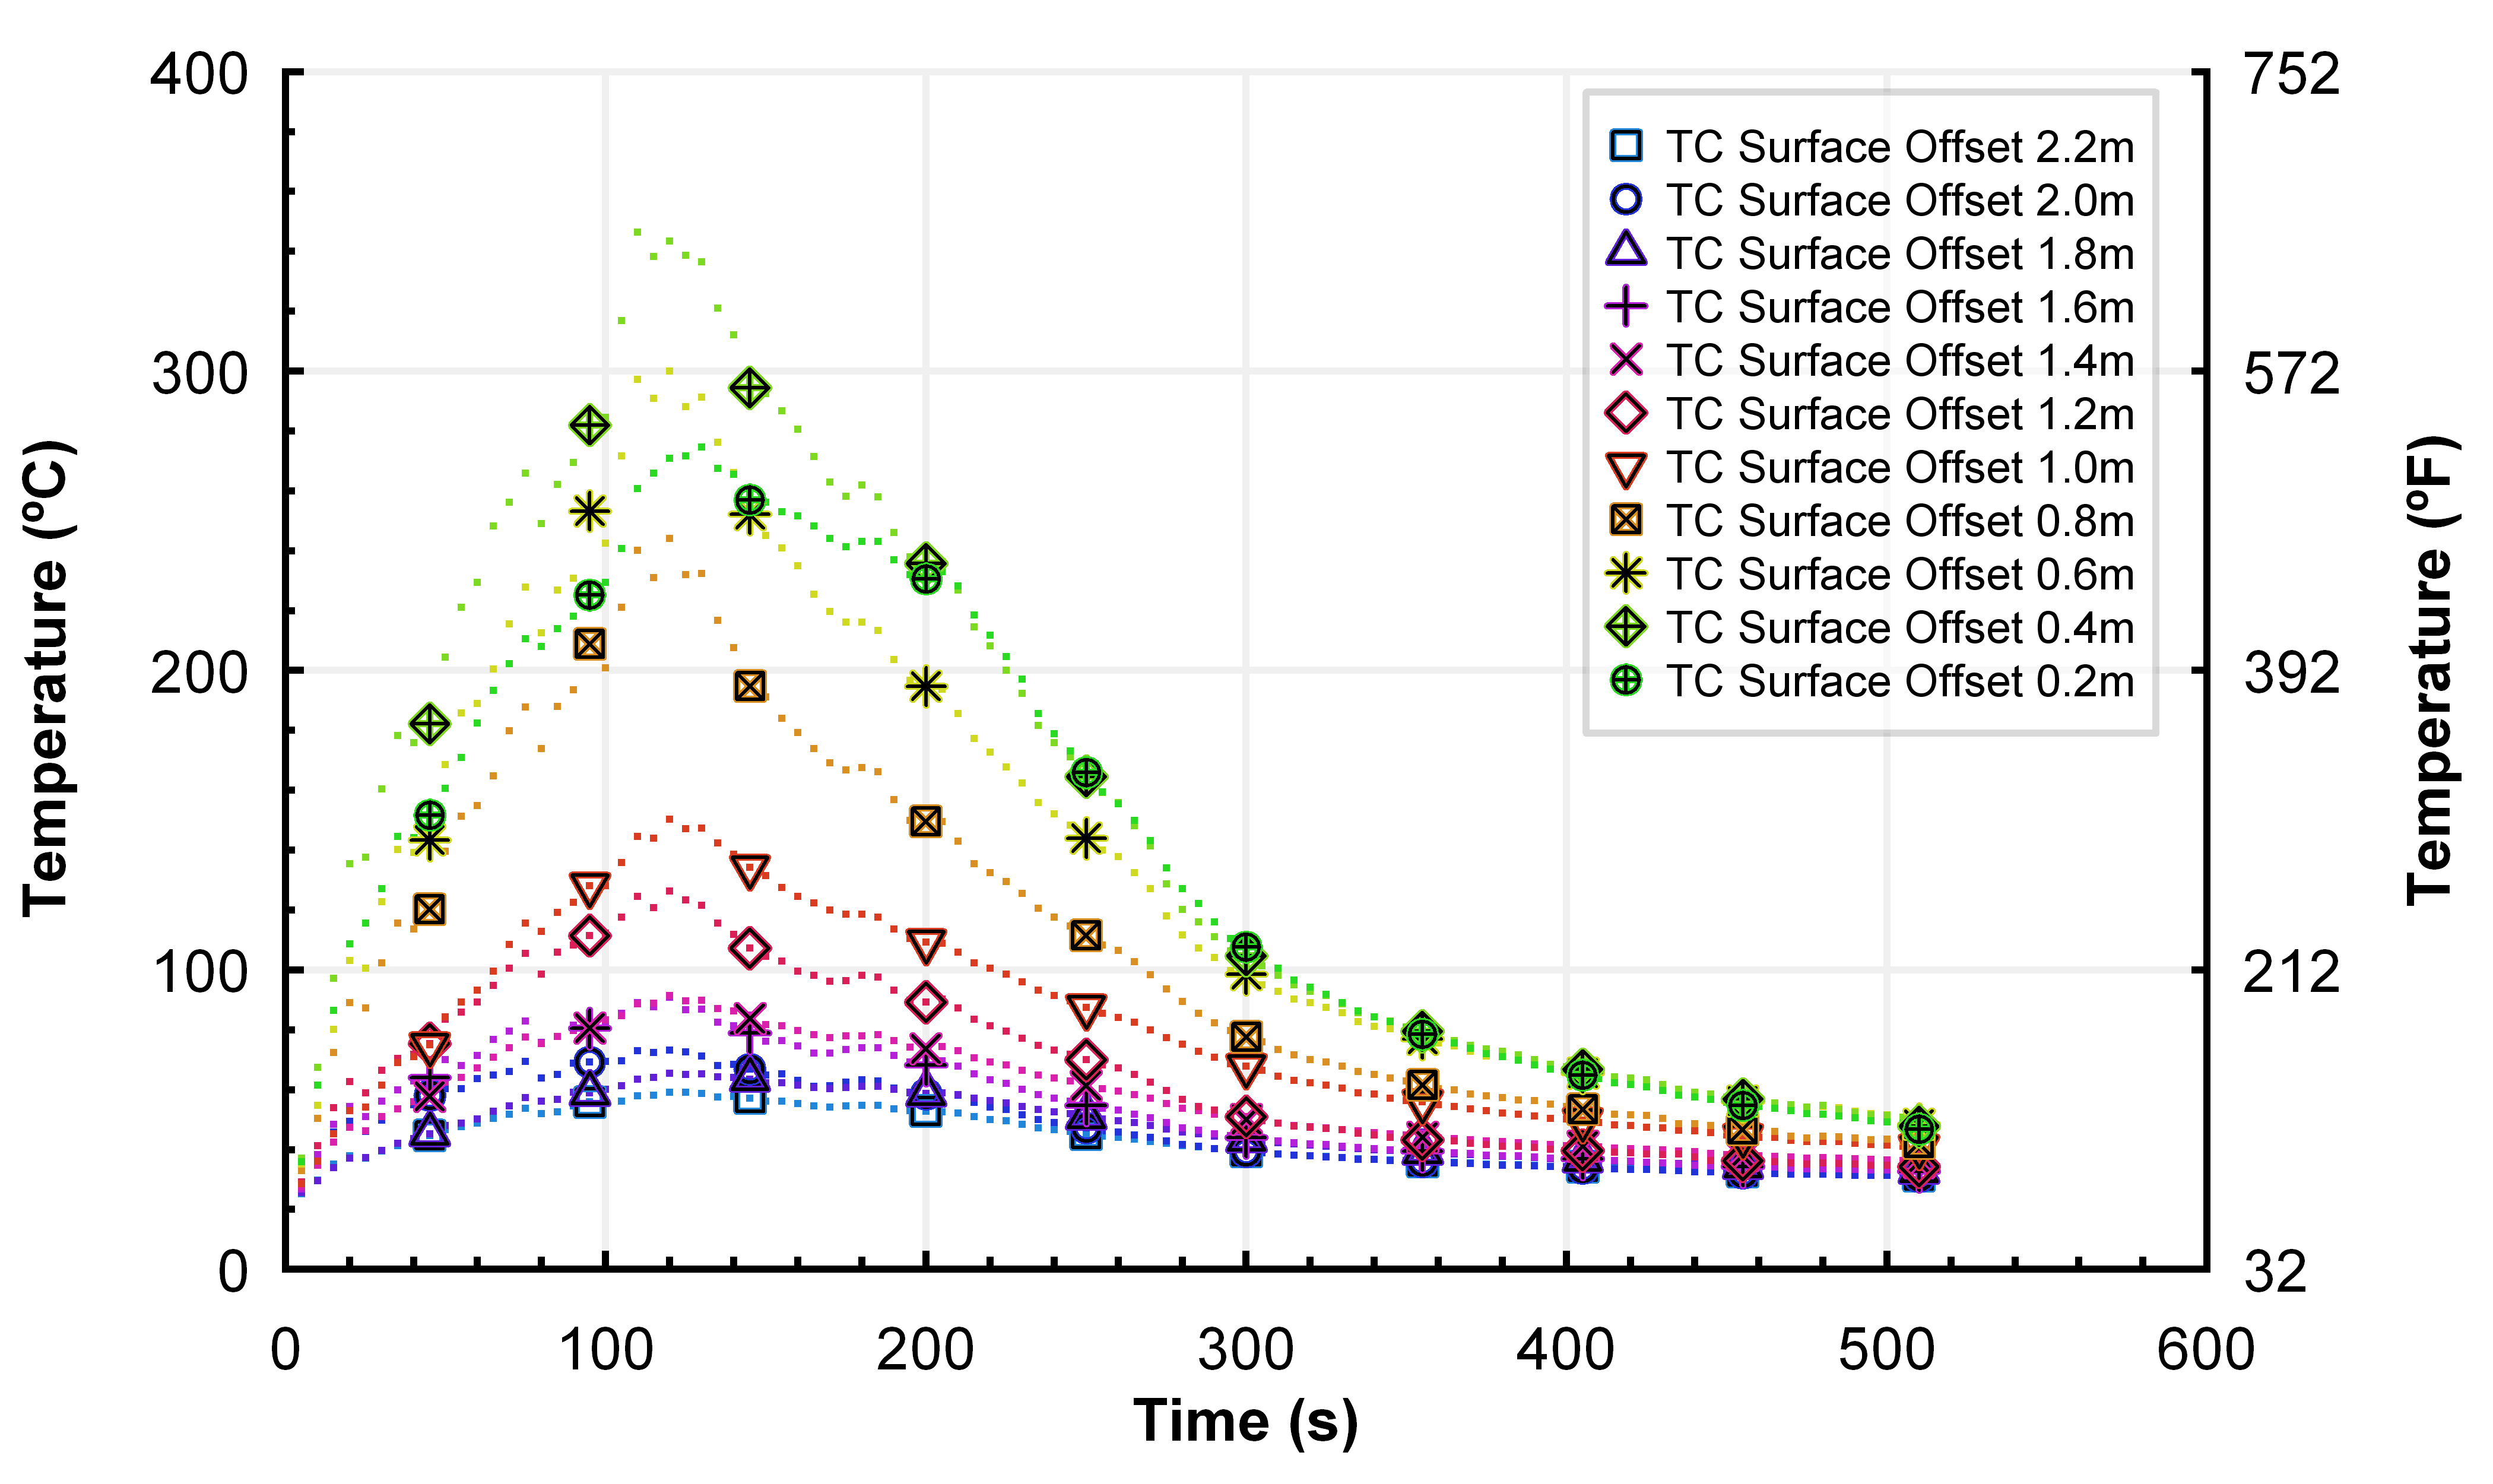 400
300
200
100
0
752
572
392
212
32
0 100 200 300 400 500 600
Time (s)
Temperature (ºC)
Temperature (ºF)
TC Surface Offset 2.2m
TC Surface Offset 2.0m
TC Surface Offset 1.8m
TC Surface Offset 1.6m
TC Surface Offset 1.4m
TC Surface Offset 1.2m
TC Surface Offset 1.0m
TC Surface Offset 0.8m
TC Surface Offset 0.6m
TC Surface Offset 0.4m
TC Surface Offset 0.2m